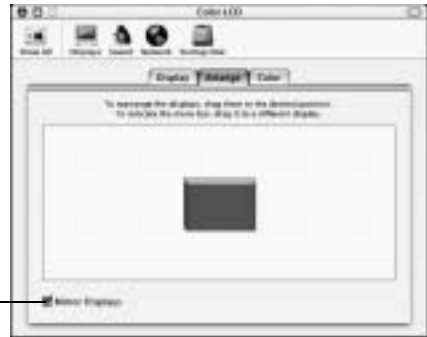 Color LCD
Show All Displays Sound Network Startup Disk
Display Arrange Color
To rearrange the displays, drag them to the desired position.
To relocate the menu bar, drag it to a different display.
Mirror Displays